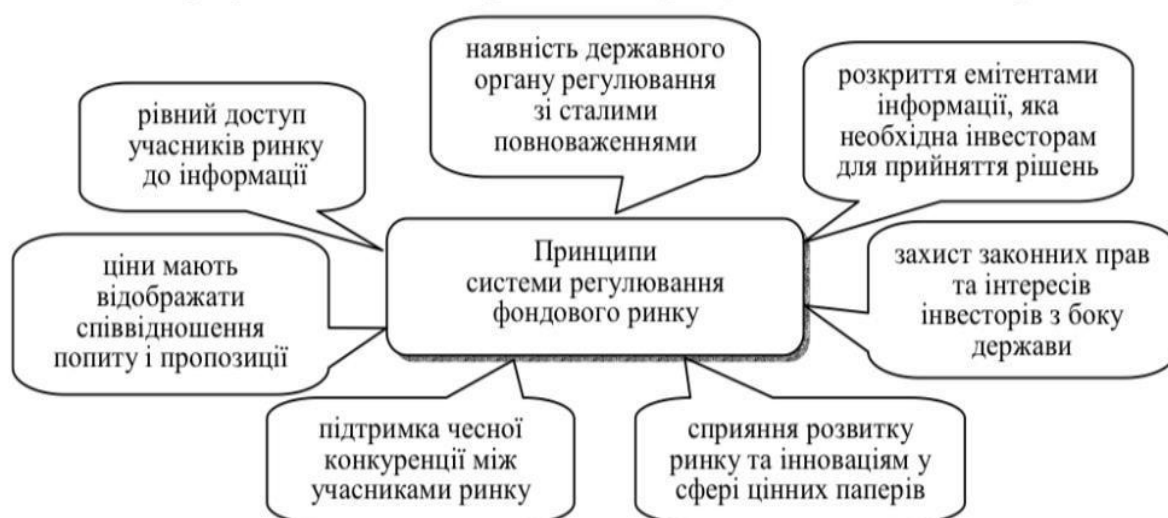 наявність державного
органу регулювання
зі сталими
повноваженнями
розкриття емітентами
інформації, яка
необхідна інвесторам
для прийняття рішень
рівний доступ
учасників ринку
до інформації
Принципи
системи регулювання
фондового ринку
ціни мають
відображати
співвідношення
попиту і пропозиції
захист законних прав
та інтересів
інвесторів з боку
держави
підтримка чесної
конкуренції між
учасниками ринку
сприяння розвитку
ринку та інноваціям у
сфері цінних паперів